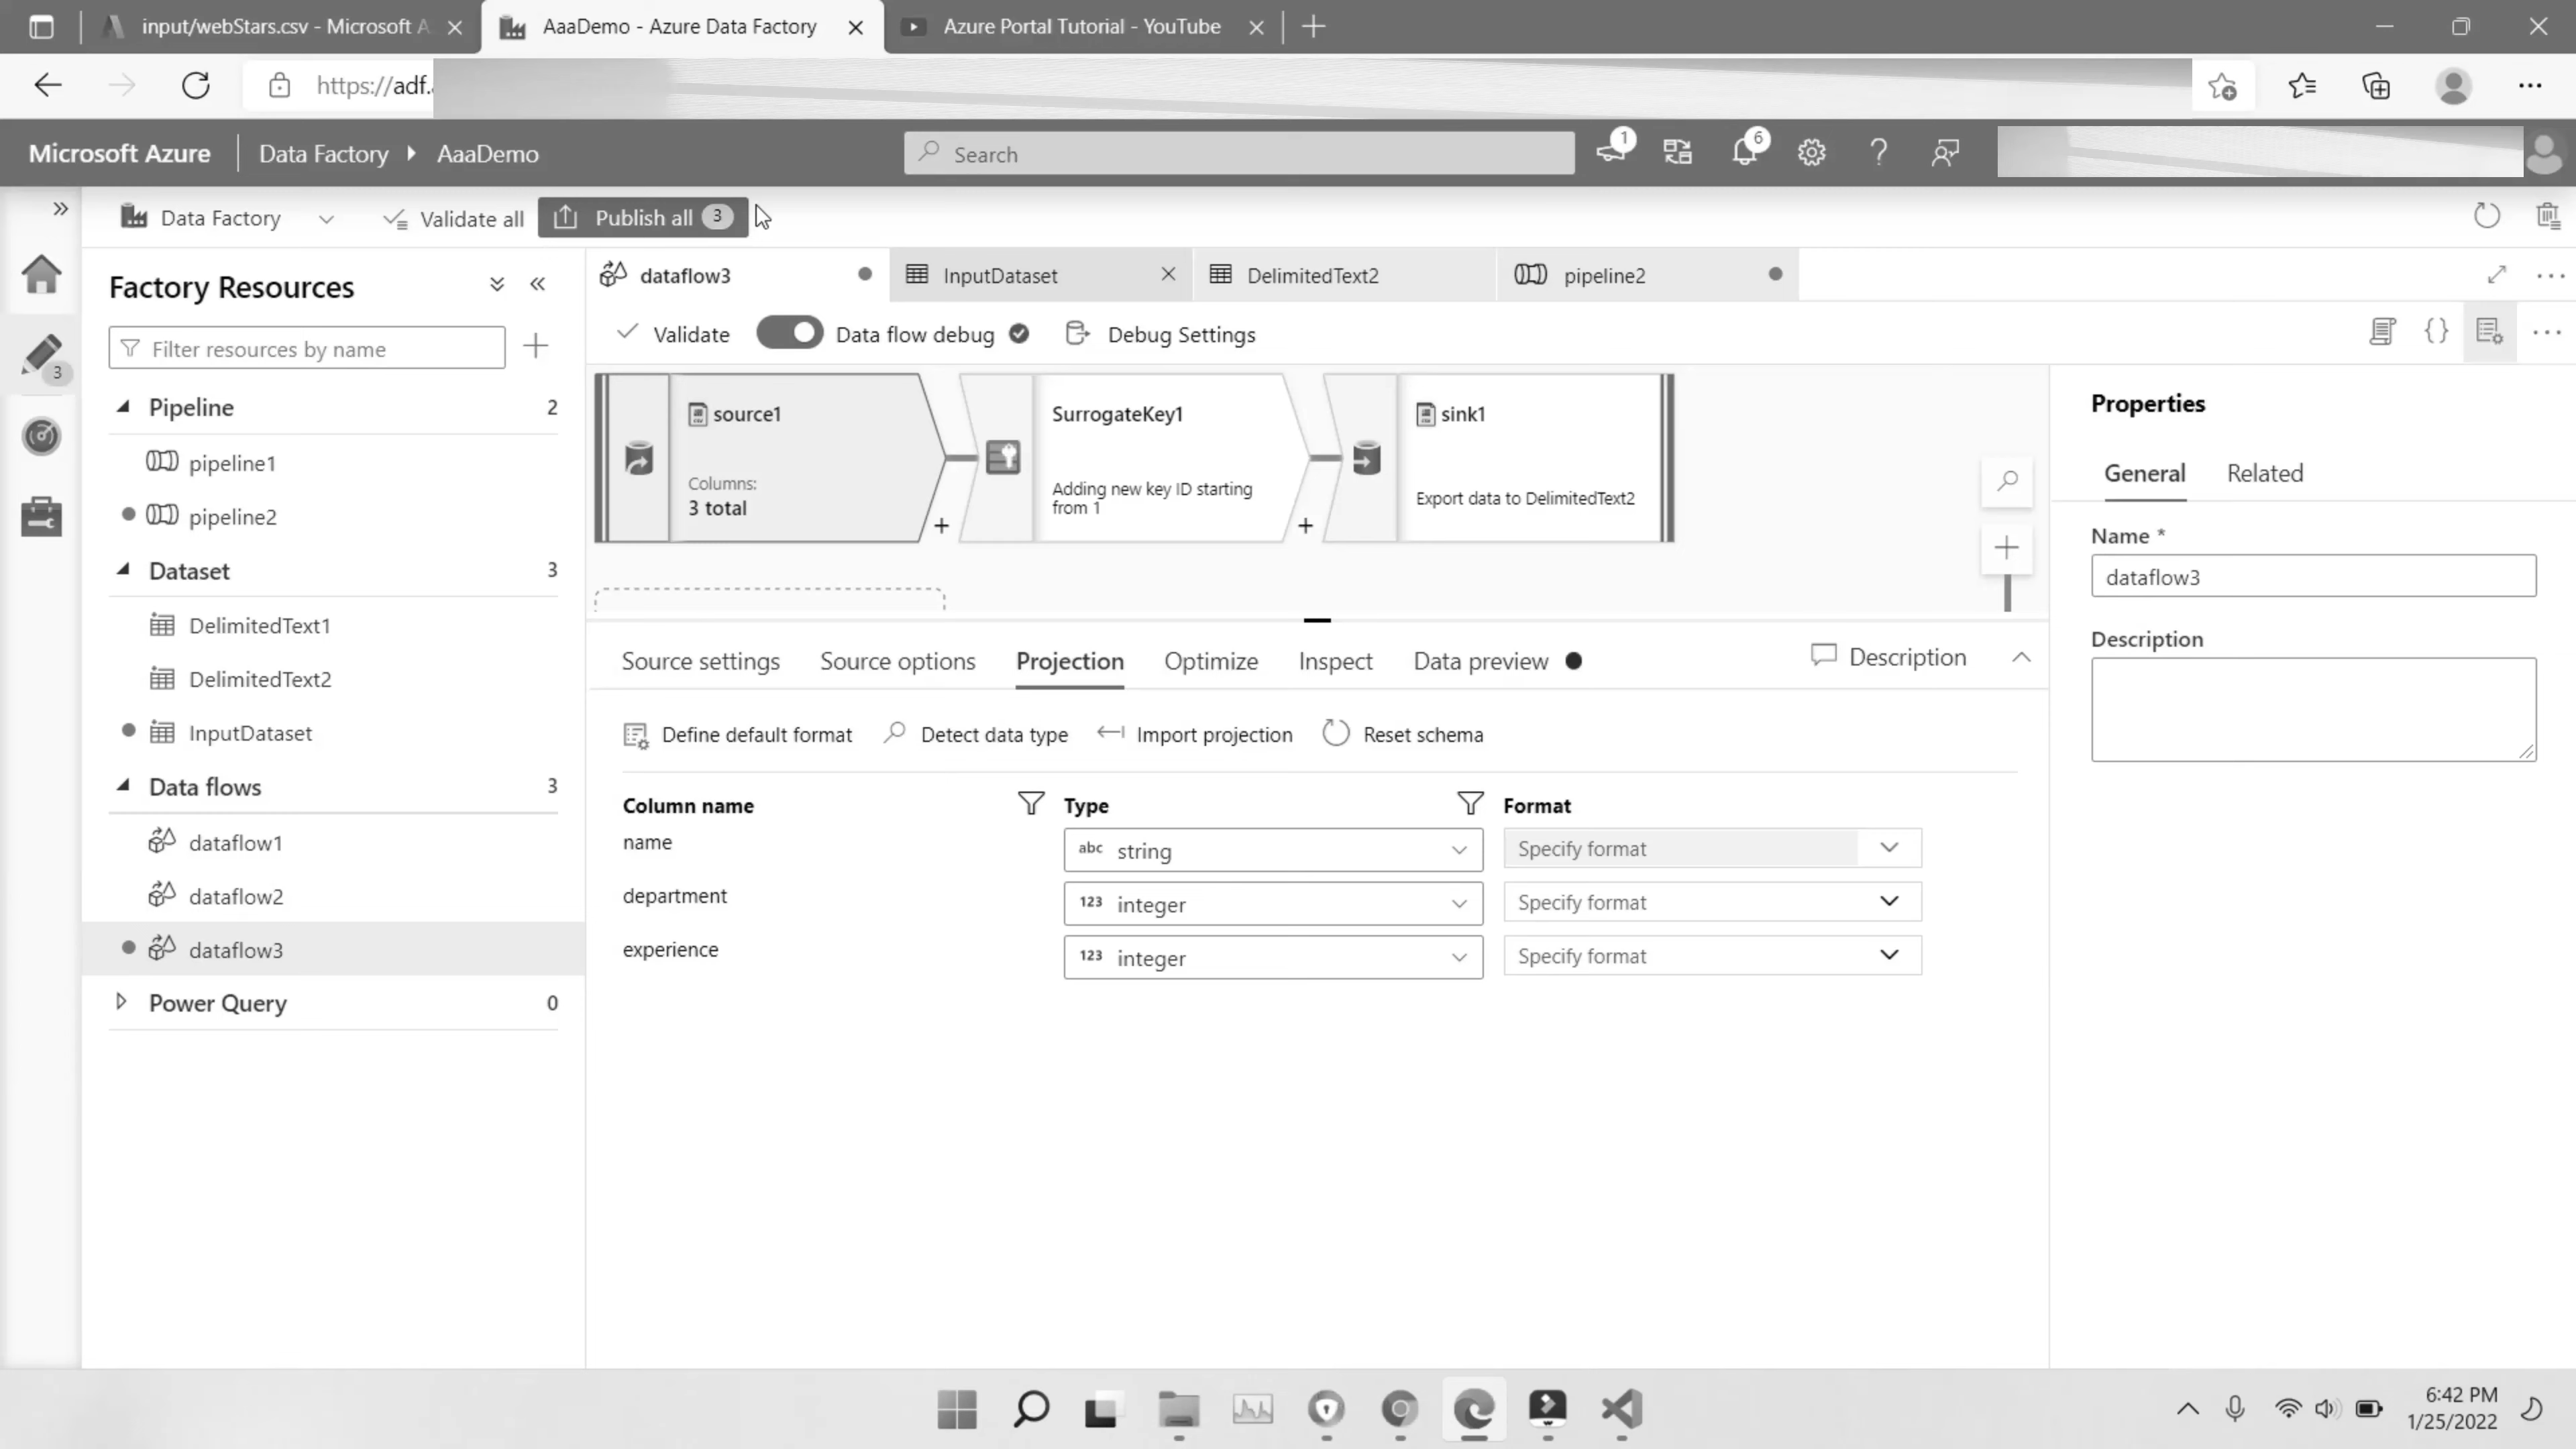 input/webStars.csv - Microsoft A
AaaDemo - Azure Data Factory
Azure Portal Tutorial - YouTube
https://adf.
Microsoft Azure
Data Factory
AaaDemo
Search
1
6
Data Factory
Validate all
Publish all 3
Factory Resources
Filter resources by name
3
Pipeline 2
pipeline1
pipeline2
Dataset 3
DelimitedText1
DelimitedText2
InputDataset
Data flows 3
dataflow1
dataflow2
dataflow3
Power Query 0
dataflow3
InputDataset
DelimitedText2
pipeline2
Validate
Data flow debug
Debug Settings
source1
Columns:
3 total
SurrogateKey1
Adding new key ID starting
from 1
sink1
Export data to DelimitedText2
Source settings
Source options
Projection
Optimize
Inspect
Data preview
Description
Define default format
Detect data type
Import projection
Reset schema
Column name Type Format
name abc string Specify format
department 123 integer Specify format
experience 123 integer Specify format
Properties
General Related
Name *
dataflow3
Description
6:42 PM
1/25/2022